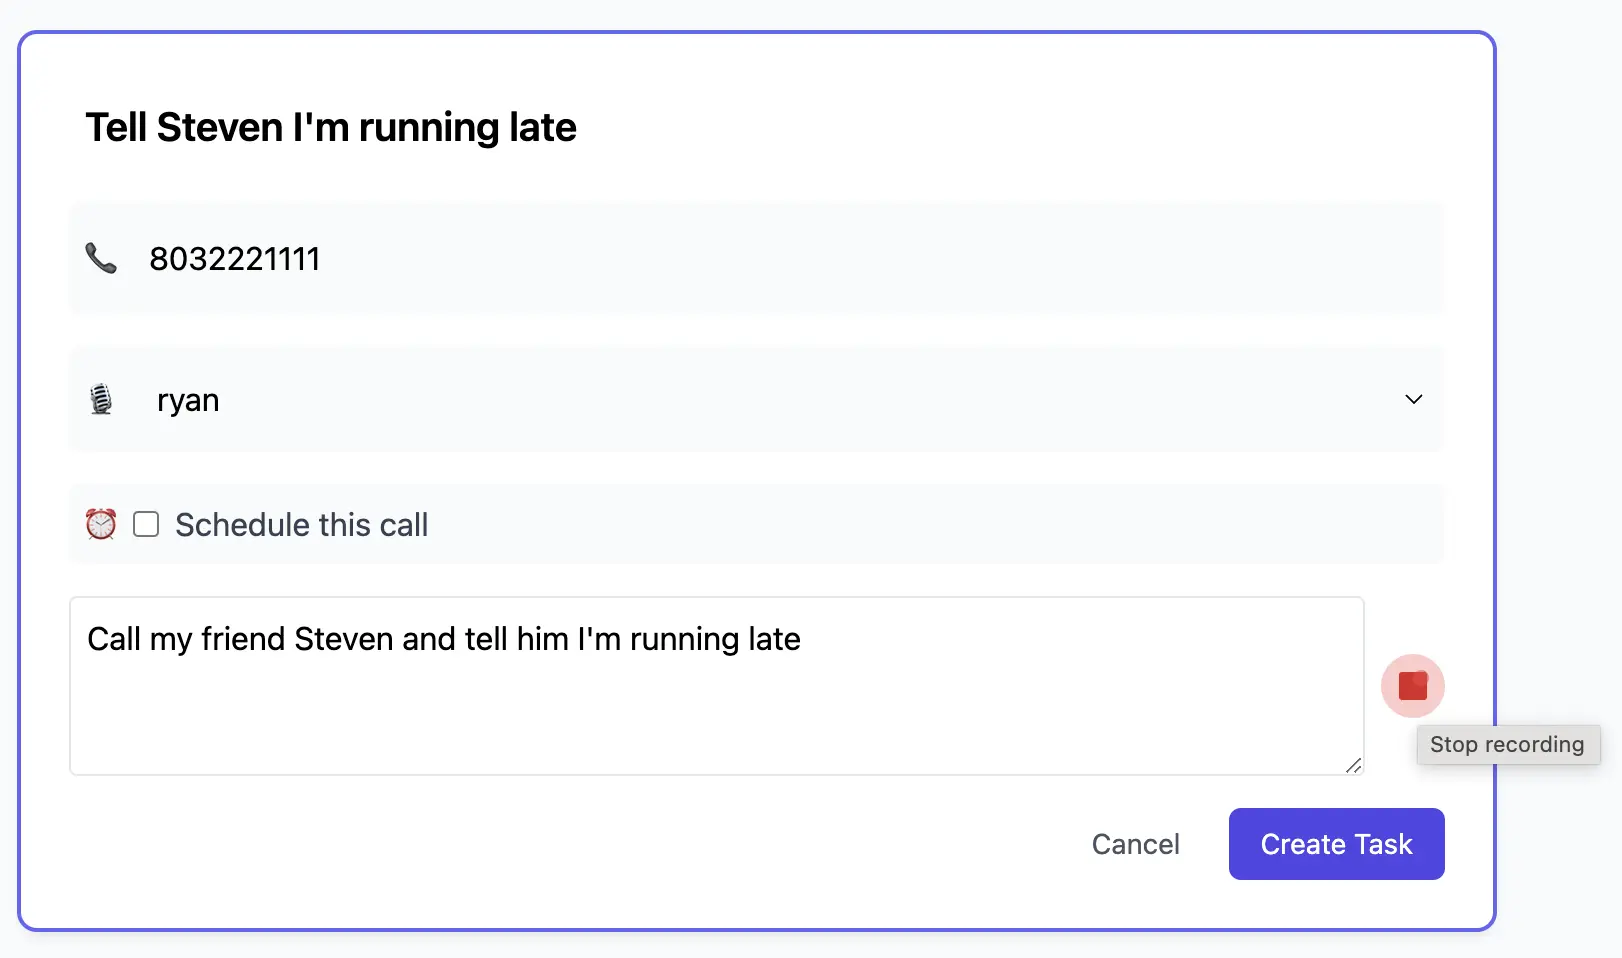 Tell Steven I'm running late
8032221111
ryan
Schedule this call
Call my friend Steven and tell him I'm running late
Stop recording
Cancel
Create Task